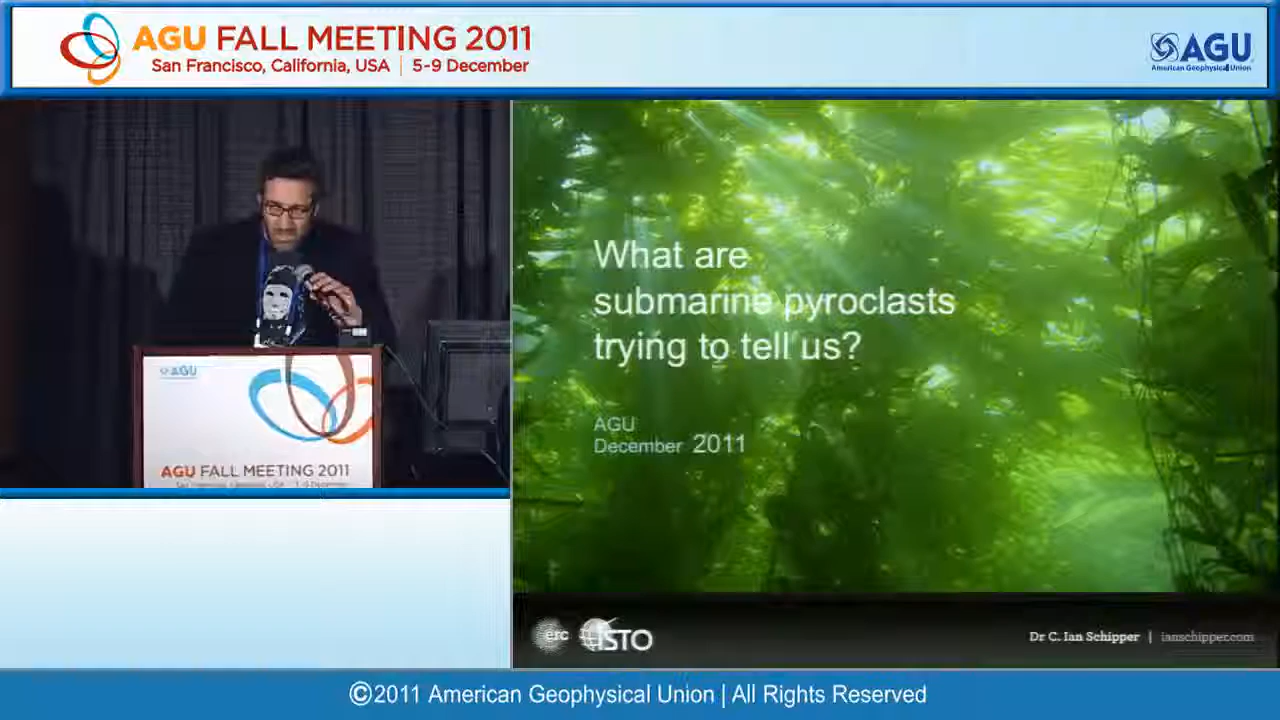 AGU FALL MEETING 2011
San Francisco, California, USA | 5-9 December
AGU
American Geophysical Union
What are
submarine pyroclasts
trying to tell us?
AGU
December 2011
AGU
AGU FALL MEETING 2011
erc
ISTO
Dr C. Ian Schipper | ianschipper.com
©2011 American Geophysical Union | All Rights Reserved